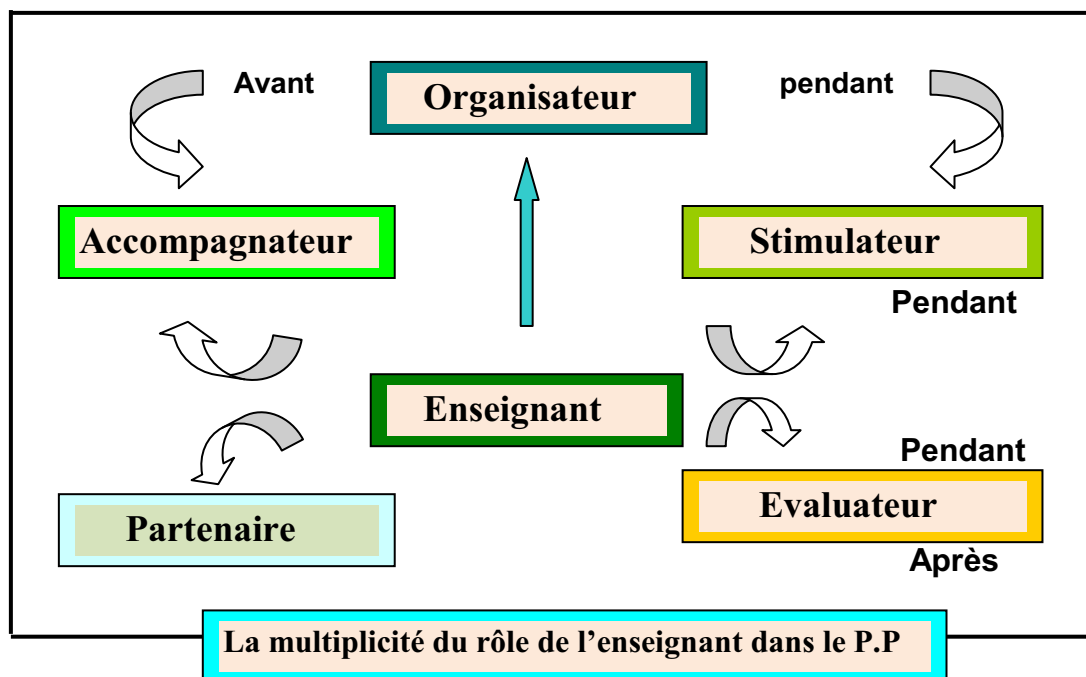 Avant
Organisateur
pendant
Accompagnateur
Stimulateur
Pendant
Enseignant
Pendant
Partenaire
Evaluateur
Après
La multiplicité du rôle de l’enseignant dans le P.P